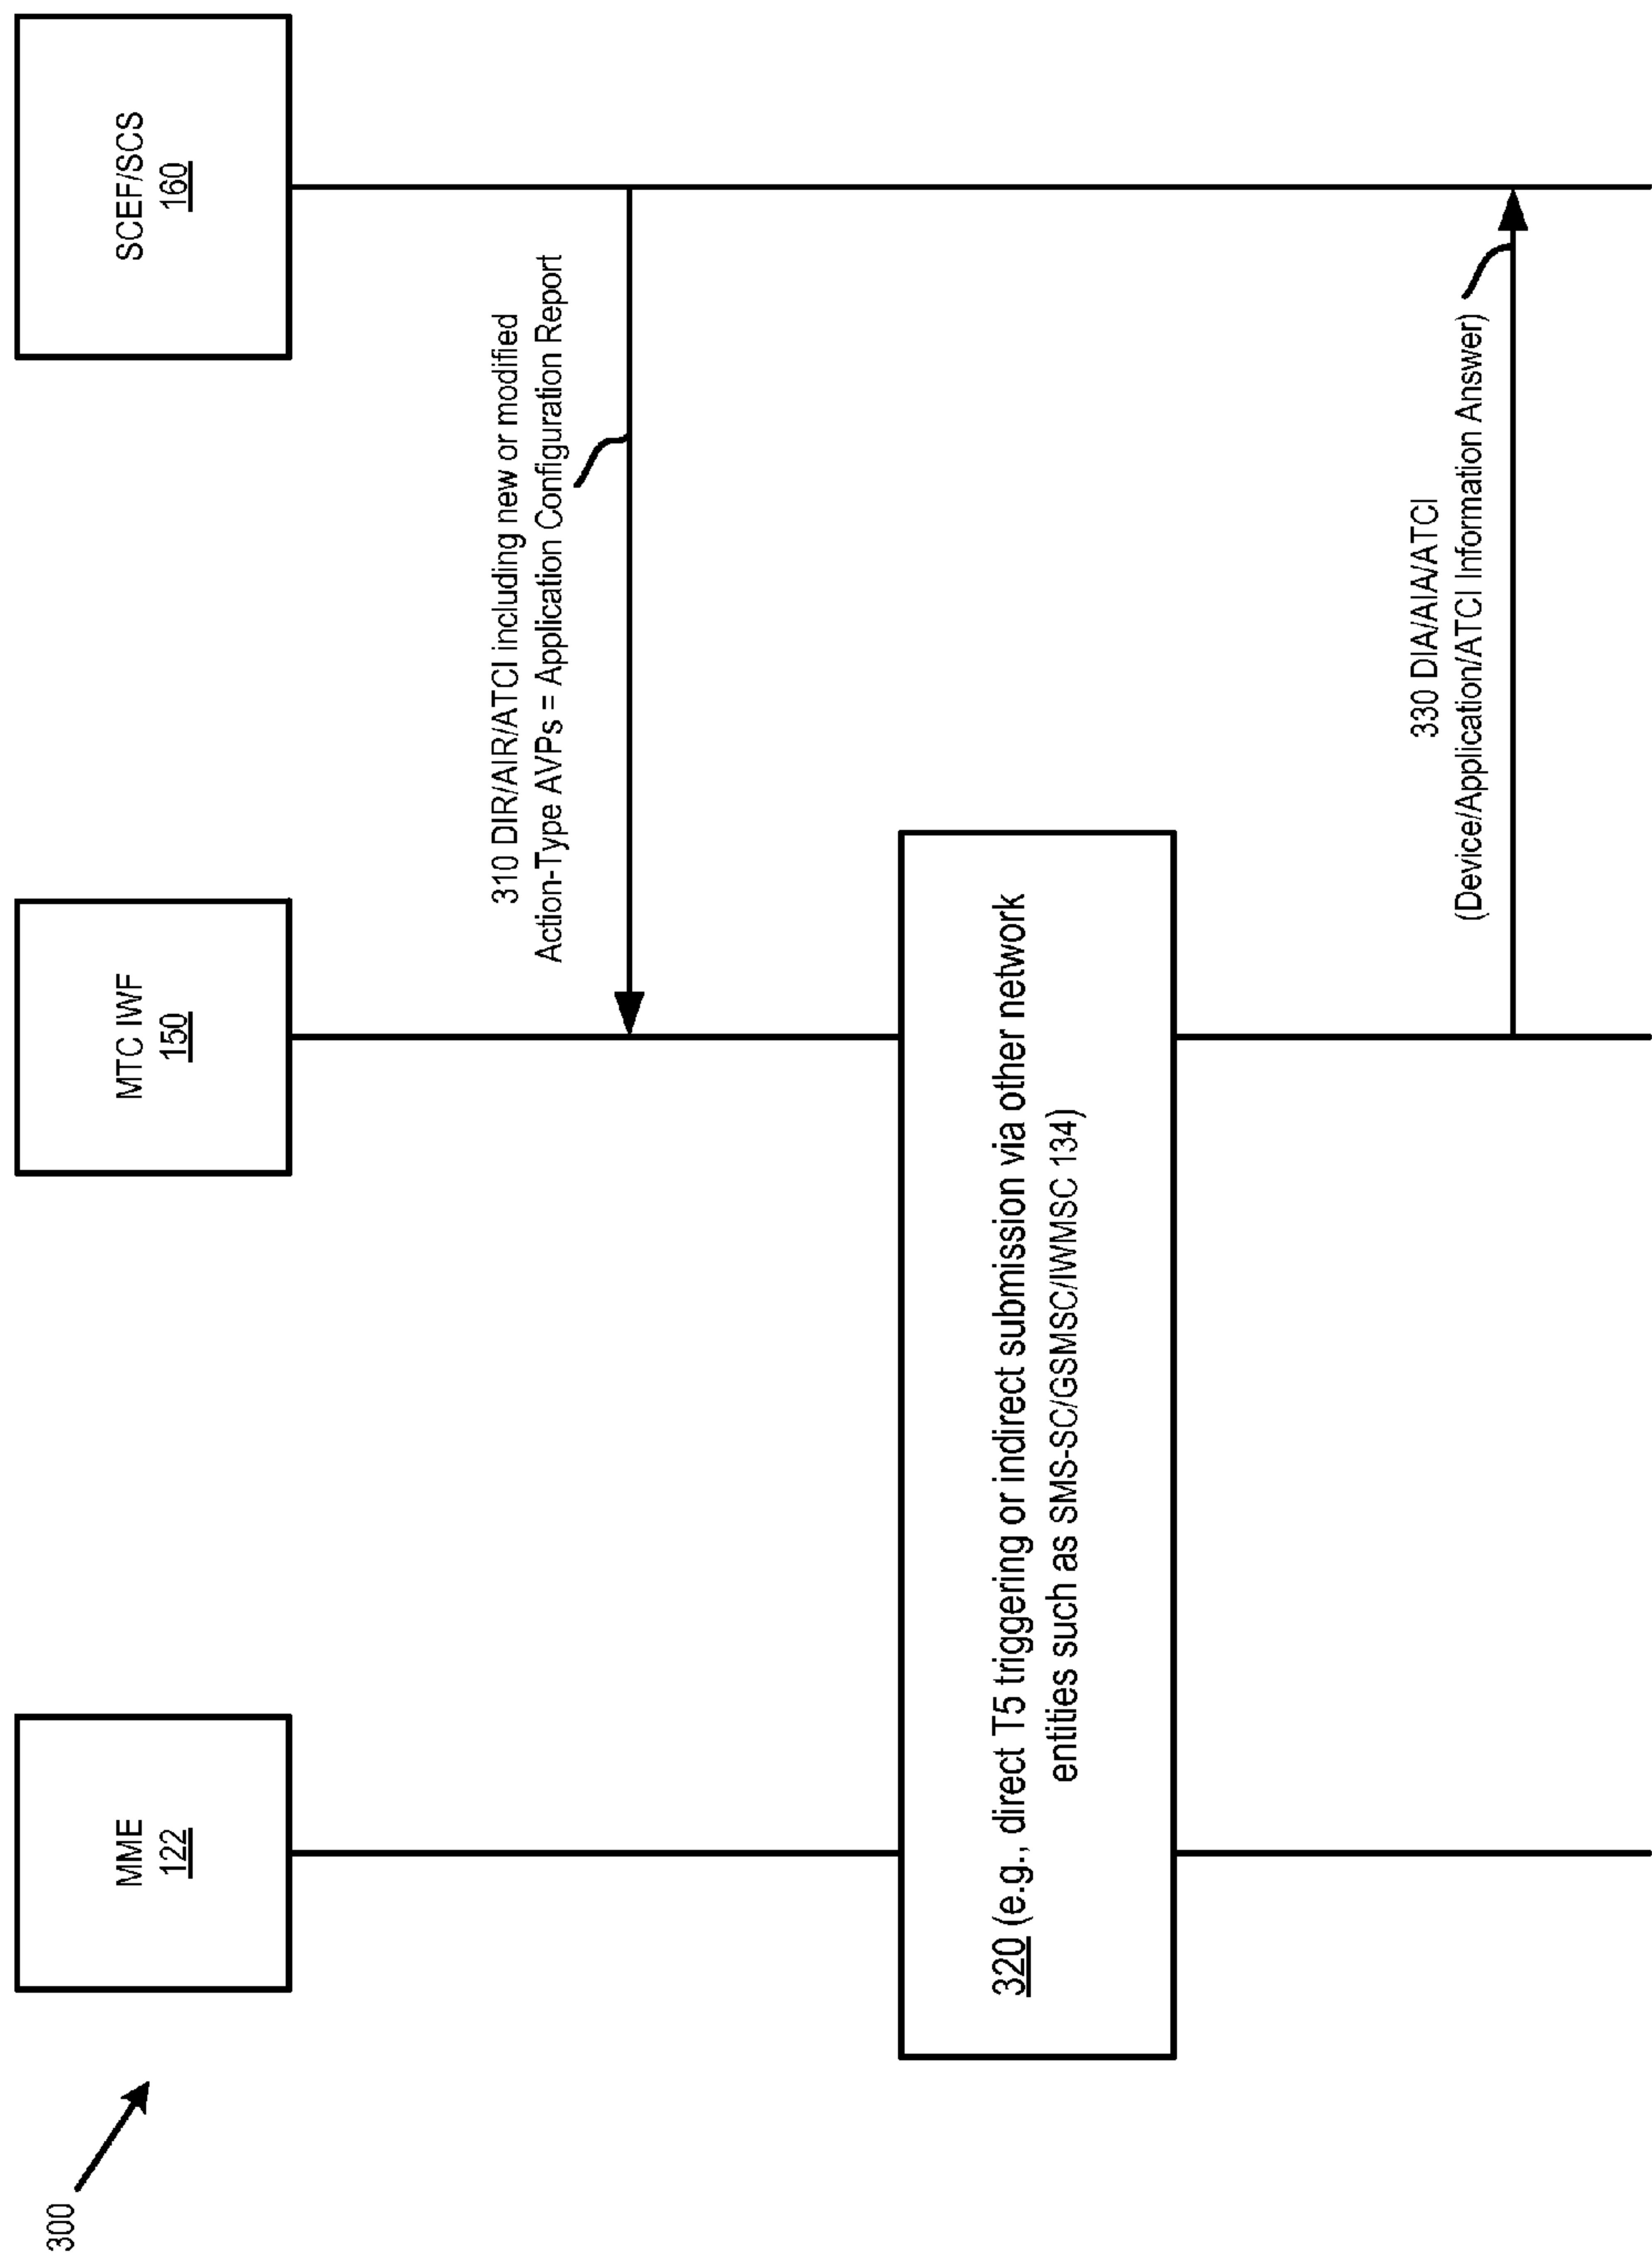 300
MME
122
MTC IWF
150
SCEF/SCS
160
310 DIR/AIR/ATCI including new or modified
Action-Type AVPs = Application Configuration Report
320 (e.g., direct T5 triggering or indirect submission via other network
entities such as SMS-SC/GSMSC/IWMSC 134)
330 DIA/AIA/ATCI
(Device/Application/ATCI Information Answer)